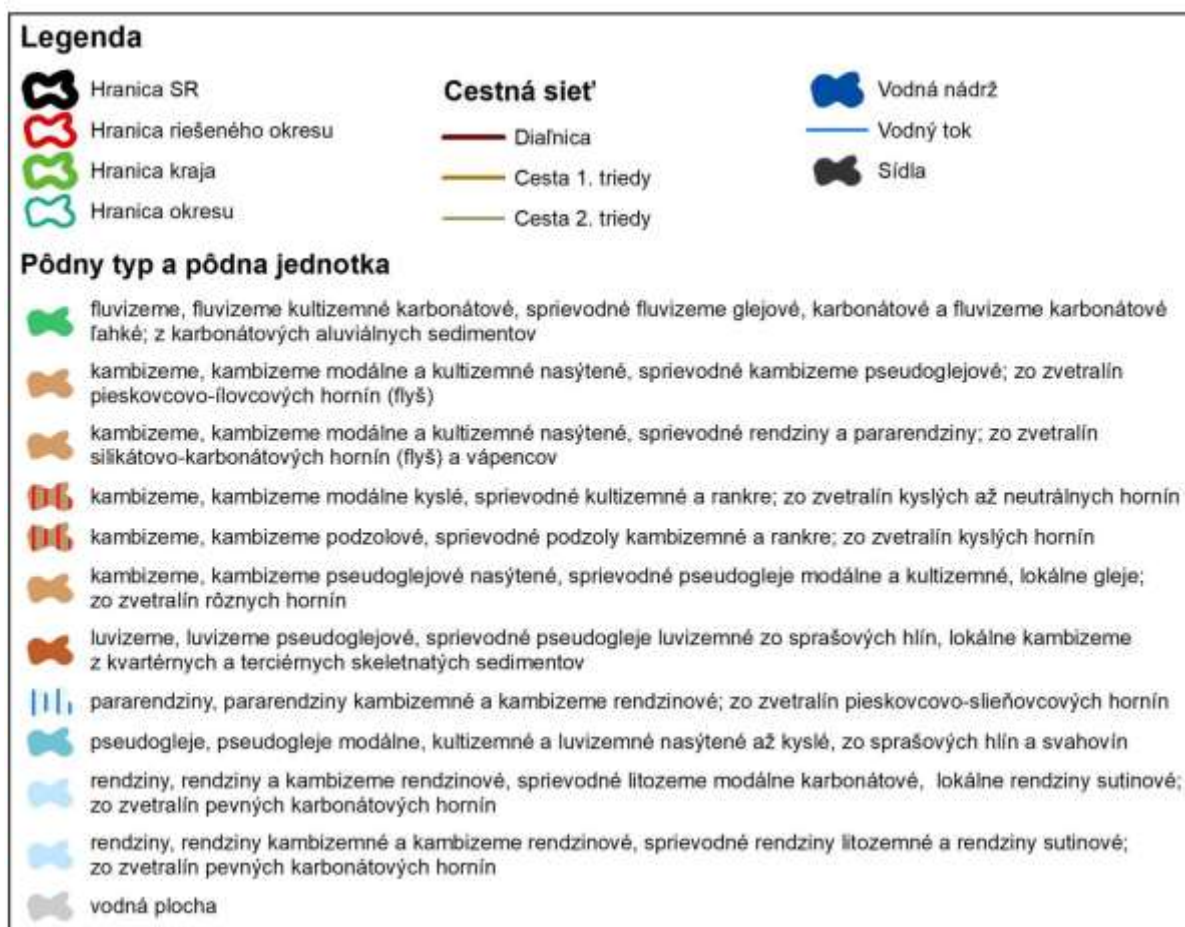 Legenda
Hranica SR
Hranica riešeného okresu
Hranica kraja
Hranica okresu
Cestná sieť
Diaľnica
Cesta 1. triedy
Cesta 2. triedy
Vodná nádrž
Vodný tok
Sídla
Pôdny typ a pôdna jednotka
fluvizeme, fluvizeme kultizemné karbonátové, sprievodné fluvizeme glejové, karbonátové a fluvizeme karbonátové
ľahké; z karbonátových aluviálnych sedimentov
kambizeme, kambizeme modálne a kultizemné nasýtené, sprievodné kambizeme pseudoglejové; zo zvetralín
pieskovcovo-ílovcových hornín (flyš)
kambizeme, kambizeme modálne a kultizemné nasýtené, sprievodné rendziny a pararendziny; zo zvetralín
silikátovo-karbonátových hornín (flyš) a vápencov
kambizeme, kambizeme modálne kyslé, sprievodné kultizemné a rankre; zo zvetralín kyslých až neutrálnych hornín
kambizeme, kambizeme podzolové, sprievodné podzoly kambizemné a rankre; zo zvetralín kyslých hornín
kambizeme, kambizeme pseudoglejové nasýtené, sprievodné pseudogleje modálne a kultizemné, lokálne gleje;
zo zvetralín rôznych hornín
luvizeme, luvizeme pseudoglejové, sprievodné pseudogleje luvizemné zo sprašových hlín, lokálne kambizeme
z kvartérnych a terciérnych skeletnatých sedimentov
pararendziny, pararendziny kambizemné a kambizeme rendzinové; zo zvetralín pieskovcovo-slieňovcových hornín
pseudogleje, pseudogleje modálne, kultizemné a luvizemné nasýtené až kyslé, zo sprašových hlín a svahovín
rendziny, rendziny a kambizeme rendzinové, sprievodné litozeme modálne karbonátové, lokálne rendziny sutinové;
zo zvetralín pevných karbonátových hornín
rendziny, rendziny kambizemné a kambizeme rendzinové, sprievodné rendziny litozemné a rendziny sutinové;
zo zvetralín pevných karbonátových hornín
vodná plocha